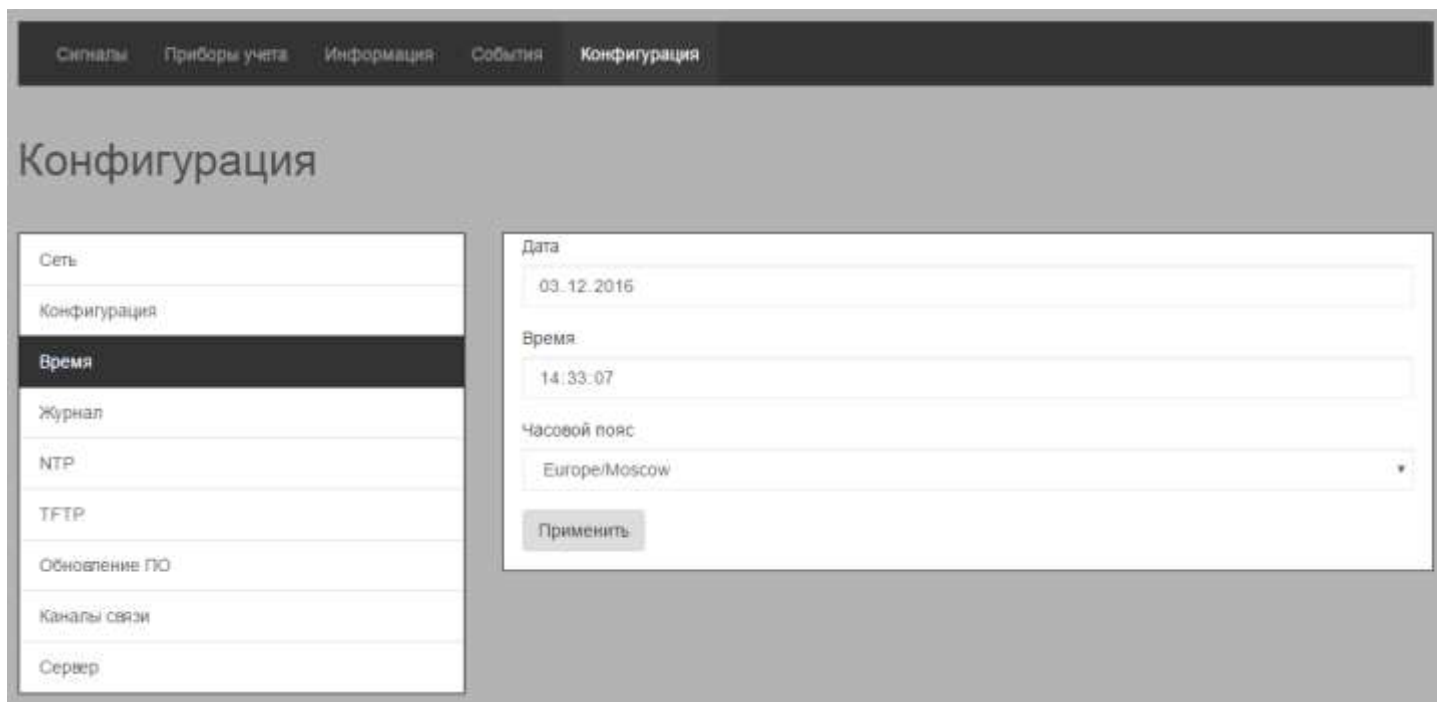 Сигналы Приборы учета Информация События Конфигурация
Конфигурация
Сеть
Конфигурация
Время
Журнал
NTP
TFTP
Обновление ПО
Каналы связи
Сервер
Дата
03.12.2016
Время
14:33:07
Часовой пояс
Europe/Moscow
Применить